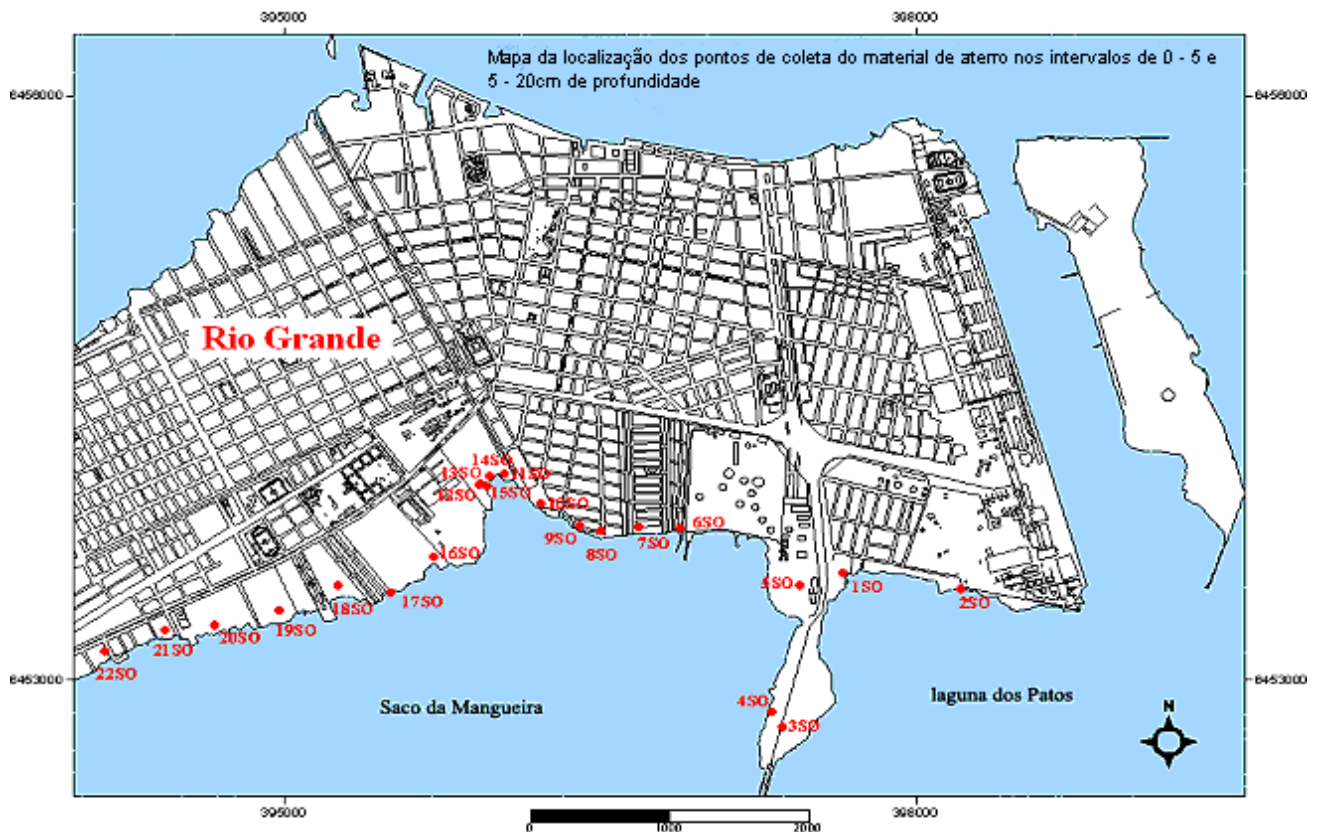 395000 398000
Mapa da localização dos pontos de coleta do material de aterro nos intervalos de 0 - 5 e
5 - 20cm de profundidade
6456000 6456000
Rio Grande
14SO
13SO 11SO
12SO 15SO
10SO
9SO 8SO 7SO 6SO
16SO
5SO 1SO
2SO
18SO 17SO
19SO
20SO
21SO
22SO
6453000 6453000
4SO
3SO
Saco da Mangueira
laguna dos Patos
N
395000 398000
0 1000 2000